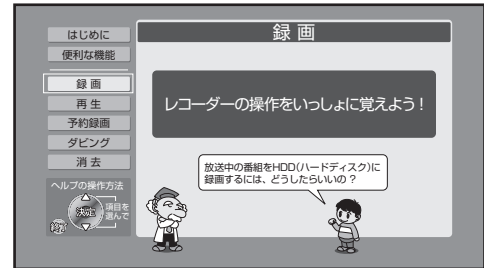 はじめに
便利な機能
録画
再生
予約録画
ダビング
消去
ヘルプの操作方法
決定
項目を
選んで
終了
録画
レコーダーの操作をいっしょに覚えよう!
放送中の番組をHDD(ハードディスク)に
録画するには、どうしたらいいの?